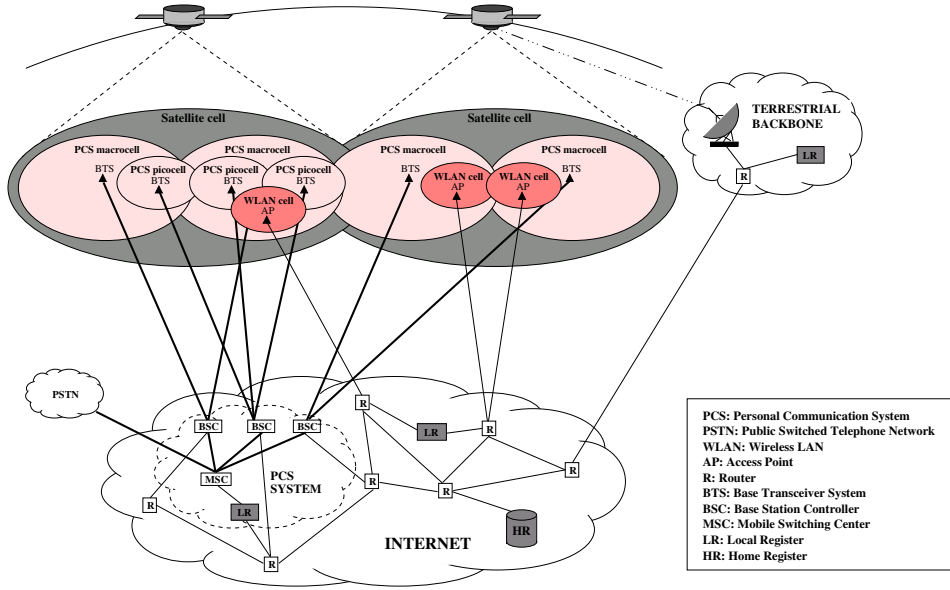 Satellite cell
Satellite cell
TERRESTRIAL
BACKBONE
PCS macrocell
PCS macrocell
PCS macrocell
PCS macrocell
LR
BTS
PCS picocell
BTS
PCS picocell
BTS
PCS picocell
BTS
BTS
WLAN cell
AP
WLAN cell
AP
BTS
R
WLAN cell
AP
PSTN
R
BSC
BSC
BSC
LR
R
R
MSC
PCS
SYSTEM
R
R
R
LR
HR
INTERNET
R
PCS: Personal Communication System
PSTN: Public Switched Telephone Network
WLAN: Wireless LAN
AP: Access Point
R: Router
BTS: Base Transceiver System
BSC: Base Station Controller
MSC: Mobile Switching Center
LR: Local Register
HR: Home Register